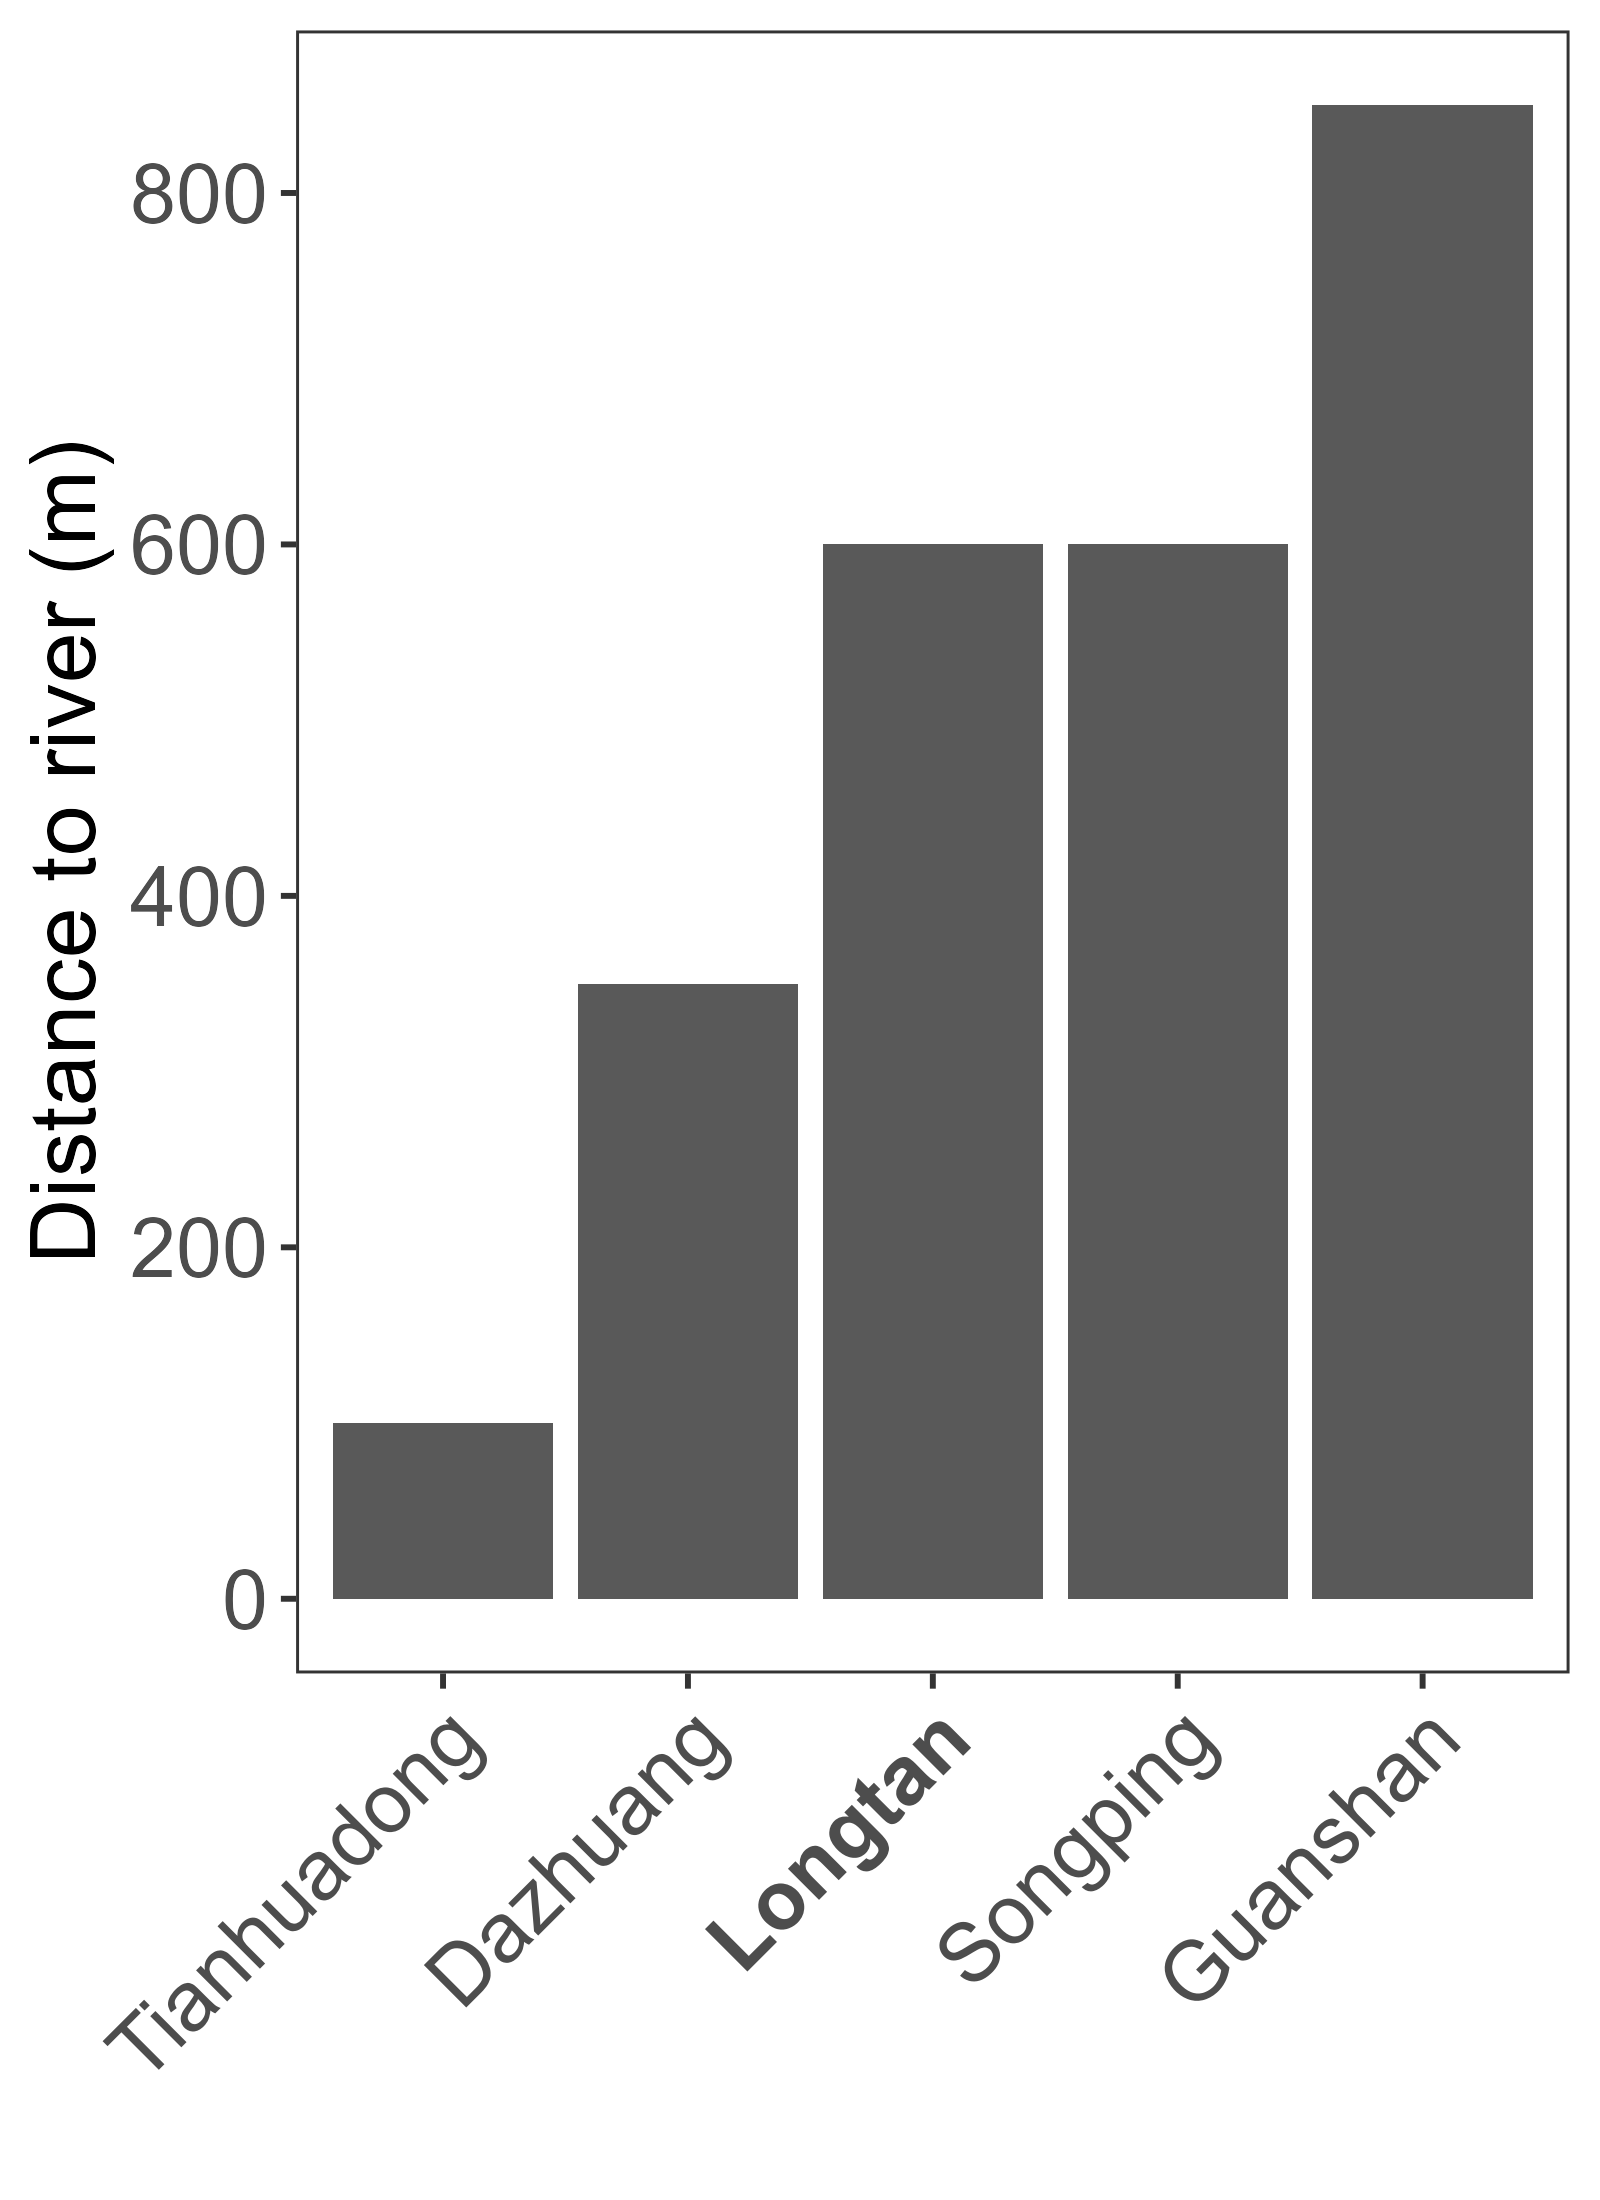 Distance to river (m)
800
600
400
200
0
Tianhuadong
Dazhuang
Longtan
Songping
Guanshan